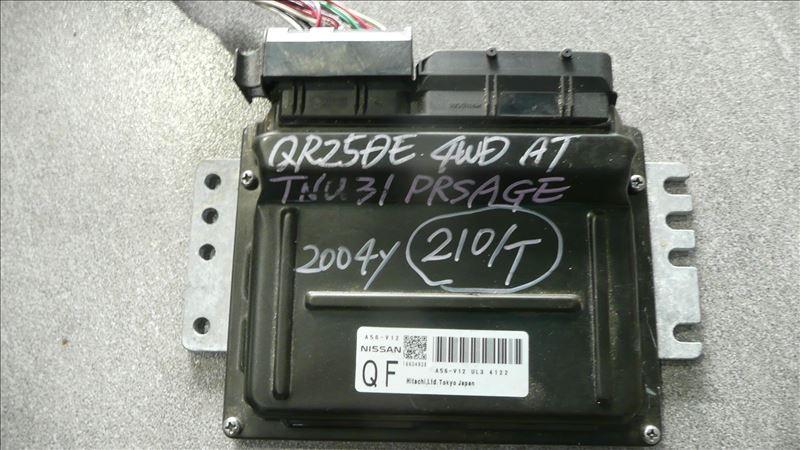 QR25DE 4WD AT
TNU31 PRSAGE
2004y 210/T
A56-V12
NISSAN
QF
A56-V12 UL3 4122
Hitachi,Ltd.Tokyo Japan